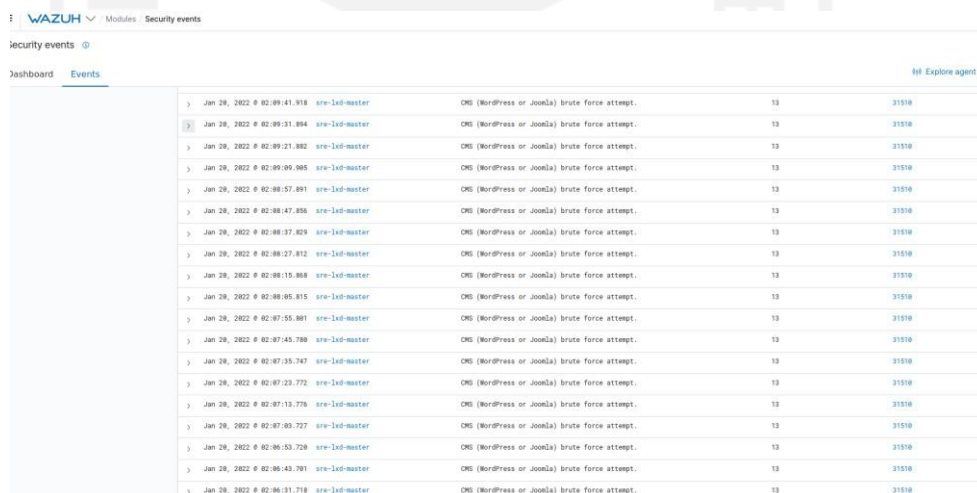 WAZUH / Modules / Security events
Security events
Dashboard Events Explore agent
Jan 20, 2022 @ 02:09:41.910 sre-lxd-master CMS (WordPress or Joomla) brute force attempt. 13 31510
Jan 20, 2022 @ 02:09:31.894 sre-lxd-master CMS (WordPress or Joomla) brute force attempt. 13 31510
Jan 20, 2022 @ 02:09:21.882 sre-lxd-master CMS (WordPress or Joomla) brute force attempt. 13 31510
Jan 20, 2022 @ 02:09:09.905 sre-lxd-master CMS (WordPress or Joomla) brute force attempt. 13 31510
Jan 20, 2022 @ 02:08:57.891 sre-lxd-master CMS (WordPress or Joomla) brute force attempt. 13 31510
Jan 20, 2022 @ 02:08:47.856 sre-lxd-master CMS (WordPress or Joomla) brute force attempt. 13 31510
Jan 20, 2022 @ 02:08:37.829 sre-lxd-master CMS (WordPress or Joomla) brute force attempt. 13 31510
Jan 20, 2022 @ 02:08:27.812 sre-lxd-master CMS (WordPress or Joomla) brute force attempt. 13 31510
Jan 20, 2022 @ 02:08:15.868 sre-lxd-master CMS (WordPress or Joomla) brute force attempt. 13 31510
Jan 20, 2022 @ 02:08:05.815 sre-lxd-master CMS (WordPress or Joomla) brute force attempt. 13 31510
Jan 20, 2022 @ 02:07:55.801 sre-lxd-master CMS (WordPress or Joomla) brute force attempt. 13 31510
Jan 20, 2022 @ 02:07:45.780 sre-lxd-master CMS (WordPress or Joomla) brute force attempt. 13 31510
Jan 20, 2022 @ 02:07:35.747 sre-lxd-master CMS (WordPress or Joomla) brute force attempt. 13 31510
Jan 20, 2022 @ 02:07:23.772 sre-lxd-master CMS (WordPress or Joomla) brute force attempt. 13 31510
Jan 20, 2022 @ 02:07:13.776 sre-lxd-master CMS (WordPress or Joomla) brute force attempt. 13 31510
Jan 20, 2022 @ 02:07:03.727 sre-lxd-master CMS (WordPress or Joomla) brute force attempt. 13 31510
Jan 20, 2022 @ 02:06:53.720 sre-lxd-master CMS (WordPress or Joomla) brute force attempt. 13 31510
Jan 20, 2022 @ 02:06:43.701 sre-lxd-master CMS (WordPress or Joomla) brute force attempt. 13 31510
Jan 20, 2022 @ 02:06:31.710 sre-lxd-master CMS (WordPress or Joomla) brute force attempt. 13 31510